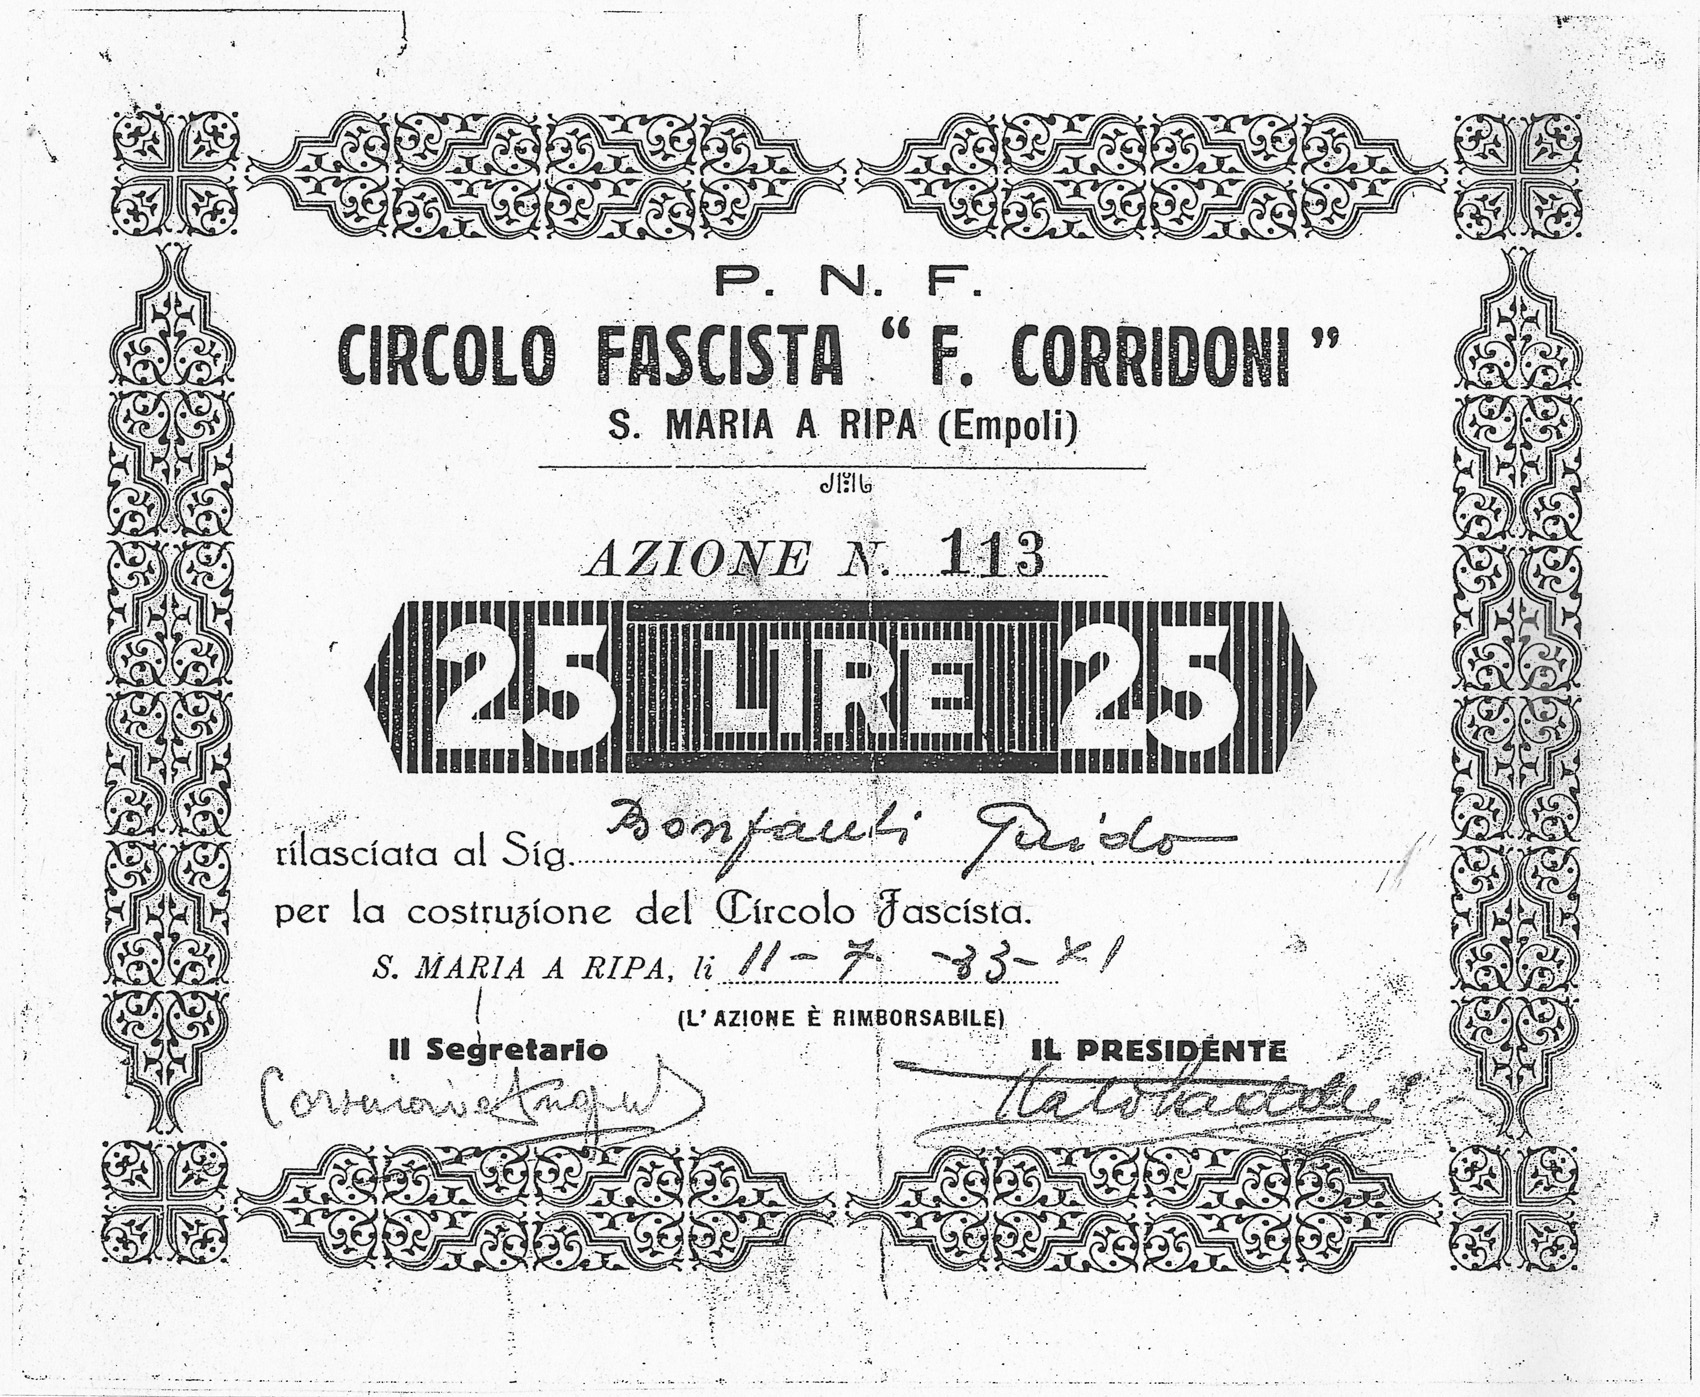 P. N. F.
CIRCOLO FASCISTA “ F. CORRIDONI ”
S. MARIA A RIPA (Empoli)
AZIONE N. 113
25 LIRE 25
rilasciata al Sig. Bonfanti Guido
per la costruzione del Circolo Fascista.
S. MARIA A RIPA, li 11 - 7 - 33 - XI
(L' AZIONE È RIMBORSABILE)
Il Segretario IL PRESIDENTE